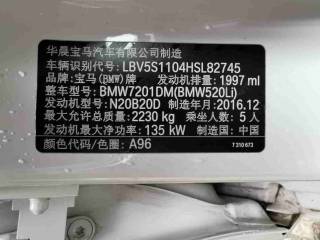 华晨宝马汽车有限公司制造
车辆识别代号: LBV5S1104HSL82745
品牌: 宝马(BMW)牌 发动机排量: 1997 ml
整车型号: BMW7201DM(BMW520Li)
发动机型号: N20B20D 制造年月: 2016.12
最大允许总质量: 2230 kg 乘坐人数: 5人
发动机最大净功率: 135 kW 制造国: 中国
颜色代码/色圈: A96
7 310 673